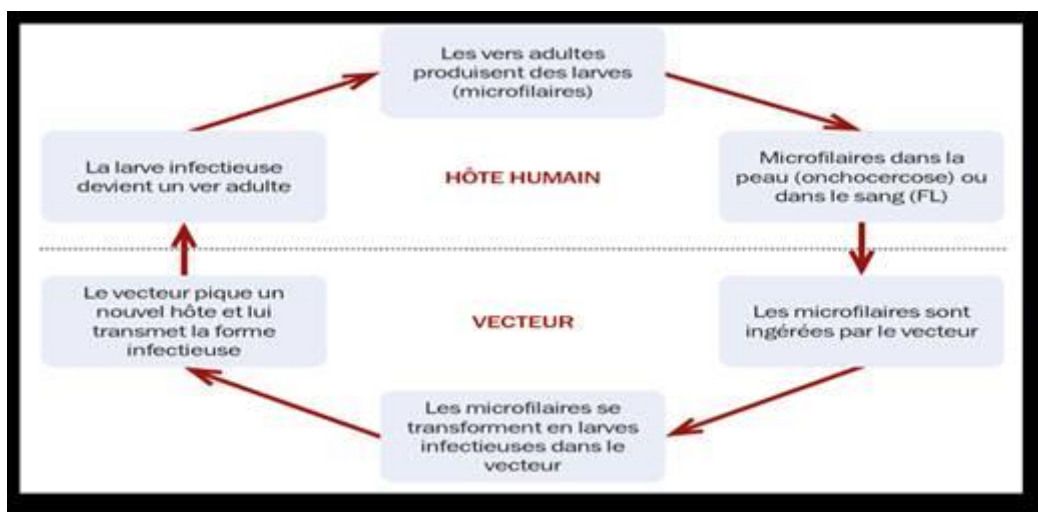 Les vers adultes
produisent des larves
(microfilaires)
La larve infectieuse
devient un ver adulte
HÔTE HUMAIN
Microfilaires dans la
peau (onchocercose) ou
dans le sang (FL)
Le vecteur pique un
nouvel hôte et lui
transmet la forme
infectieuse
VECTEUR
Les microfilaires sont
ingérées par le vecteur
Les microfilaires se
transforment en larves
infectieuses dans le
vecteur